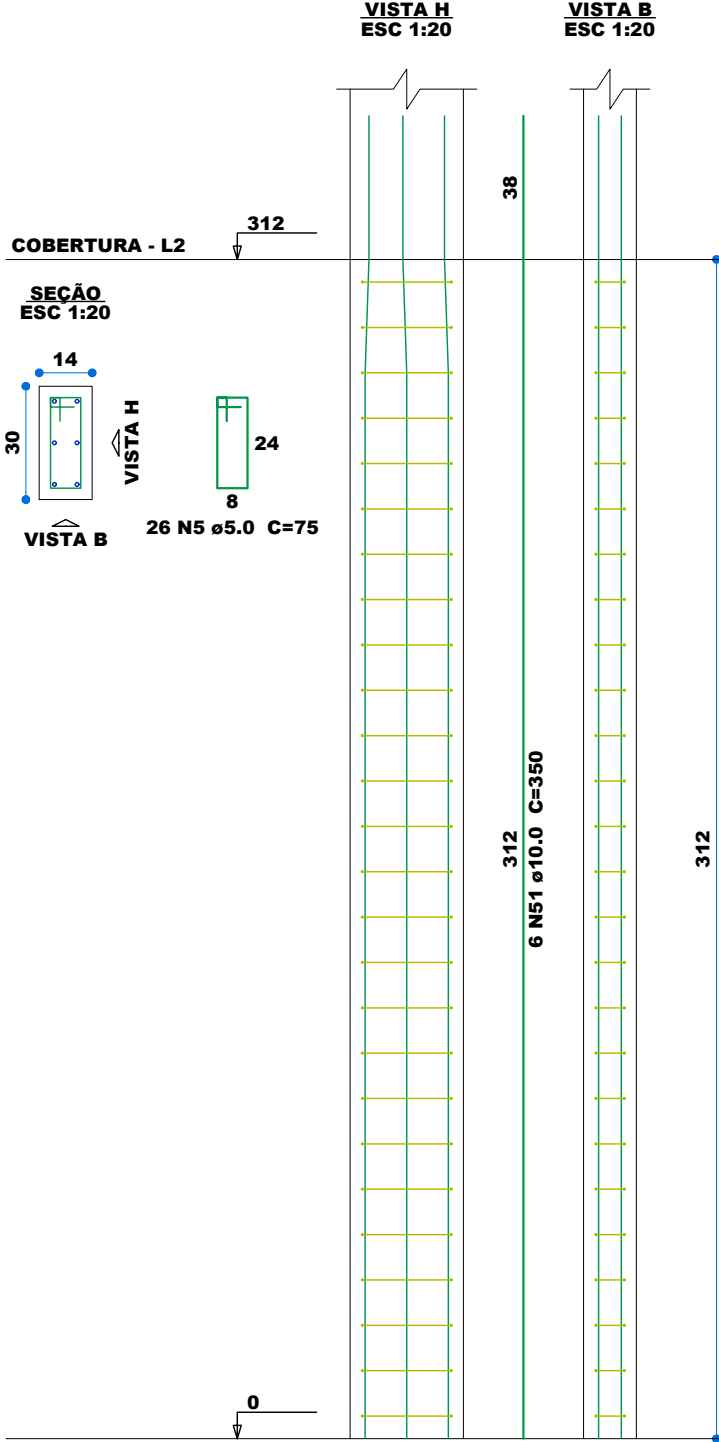 VISTA H
ESC 1:20
VISTA B
ESC 1:20
38
312
COBERTURA - L2
SEÇÃO
ESC 1:20
14
30
VISTA H
24
8
VISTA B
26 N5 ø5.0 C=75
312
6 N51 ø10.0 C=350
312
0